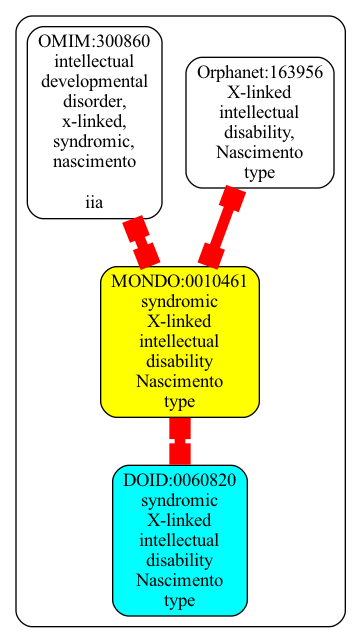 OMIM:300860
intellectual
developmental
disorder,
x-linked,
syndromic,
nascimento
iia
Orphanet:163956
X-linked
intellectual
disability,
Nascimento
type
MONDO:0010461
syndromic
X-linked
intellectual
disability
Nascimento
type
DOID:0060820
syndromic
X-linked
intellectual
disability
Nascimento
type